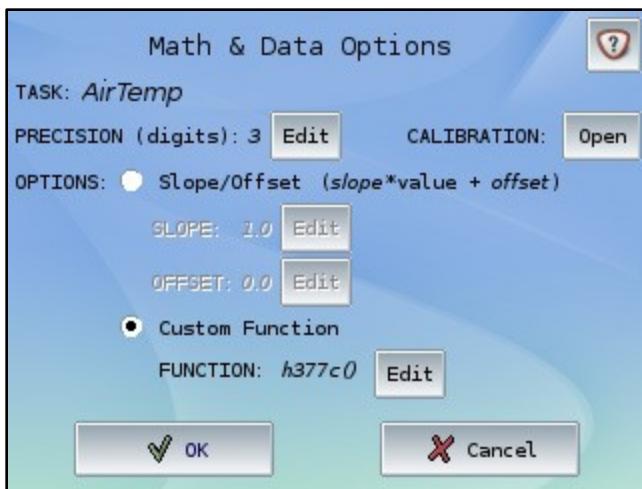 Math & Data Options ?
TASK: AirTemp
PRECISION (digits): 3 Edit CALIBRATION: Open
OPTIONS: Slope/Offset (slope*value + offset)
SLOPE: 1.0 Edit
OFFSET: 0.0 Edit
Custom Function
FUNCTION: h377c() Edit
OK Cancel